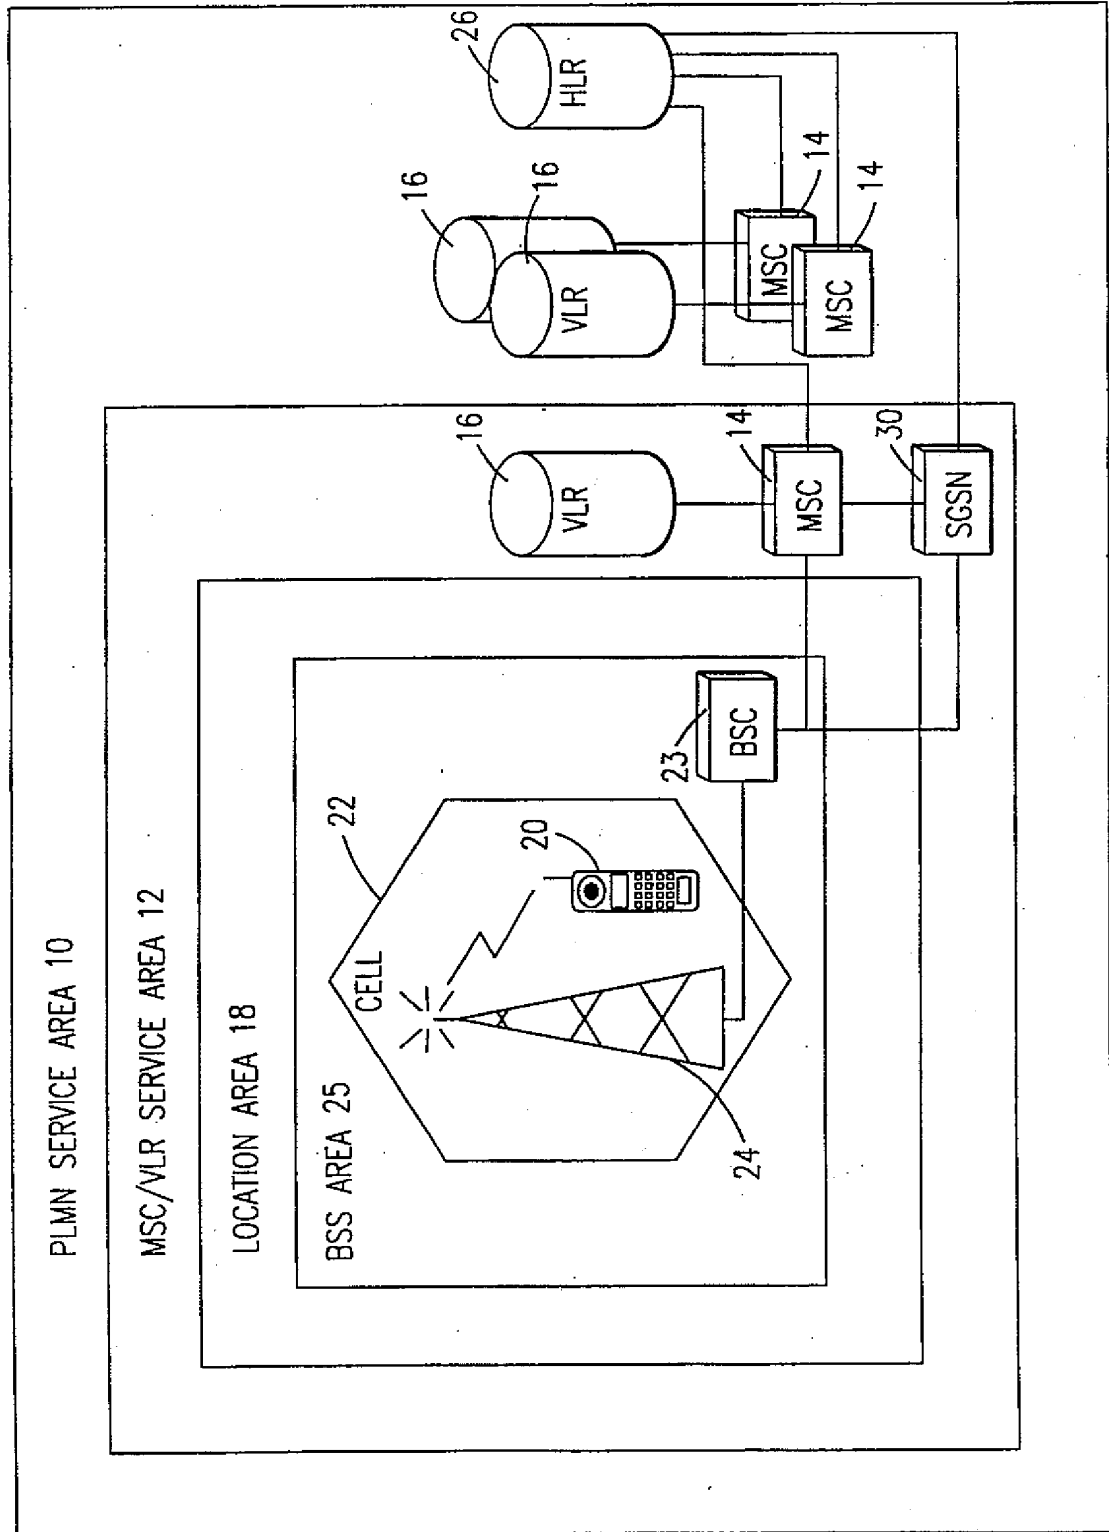 PLMN SERVICE AREA 10
MSC/VLR SERVICE AREA 12
LOCATION AREA 18
BSS AREA 25
CELL
22
20
24
23
BSC
16
VLR
14
MSC
30
SGSN
16
16
VLR
MSC
14
MSC
14
26
HLR